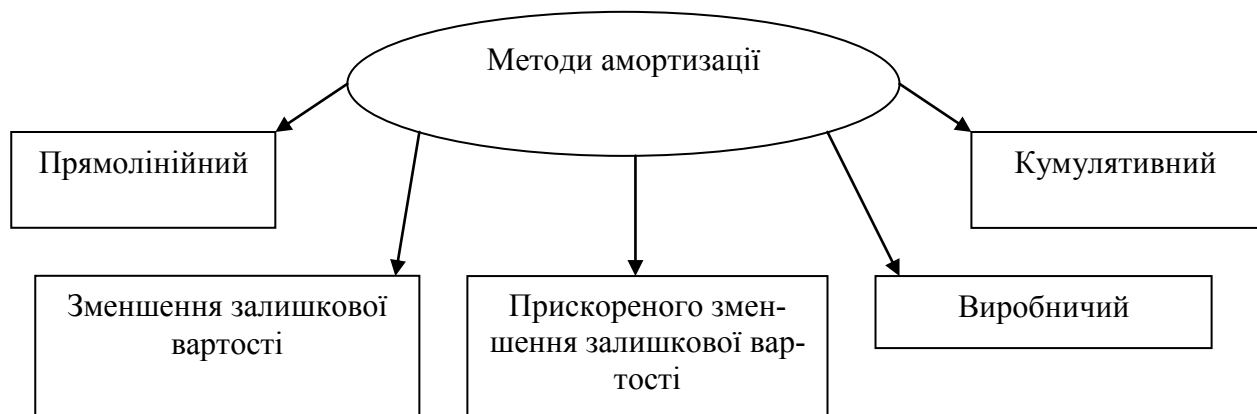 Методи амортизації
Прямолінійний
Кумулятивний
Зменшення залишкової
вартості
Прискореного змен-
шення залишкової вар-
тості
Виробничий